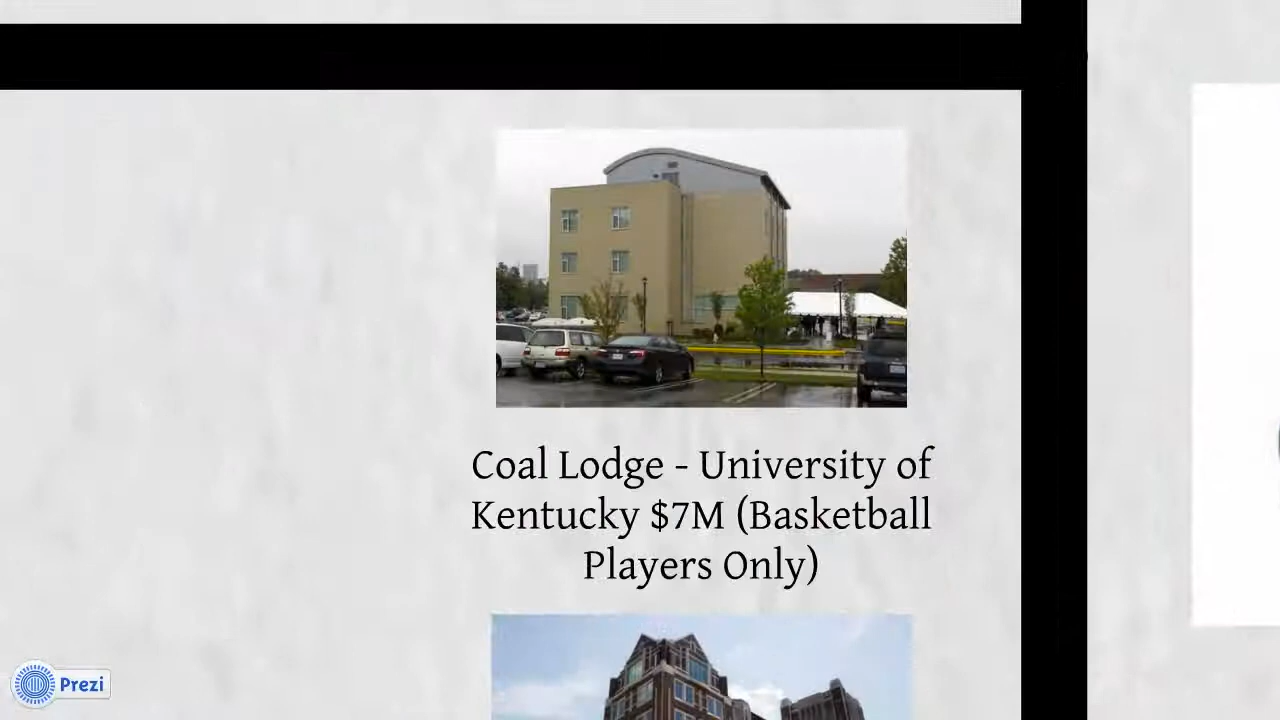 Coal Lodge - University of
Kentucky $7M (Basketball
Players Only)
Prezi